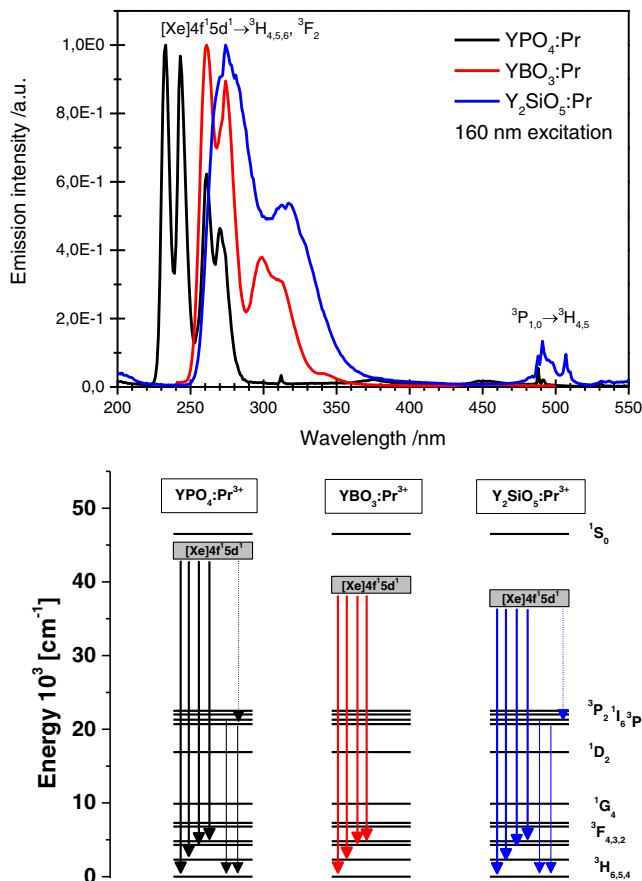 [Xe]4f¹5d¹→³H₄,₅,₆, ³F₂
YPO₄:Pr
YBO₃:Pr
Y₂SiO₅:Pr
160 nm excitation
³P₁,₀→³H₄,₅
1,0E0
8,0E-1
6,0E-1
4,0E-1
2,0E-1
0,0
Emission intensity /a.u.
200 250 300 350 400 450 500 550
Wavelength /nm
YPO₄:Pr³⁺ YBO₃:Pr³⁺ Y₂SiO₅:Pr³⁺
50
40
30
20
10
0
Energy 10³ [cm⁻¹]
¹S₀
[Xe]4f¹5d¹
[Xe]4f¹5d¹
[Xe]4f¹5d¹
³P₂ ¹I₆ ³P
¹D₂
¹G₄
³F₄,₃,₂
³H₆,₅,₄